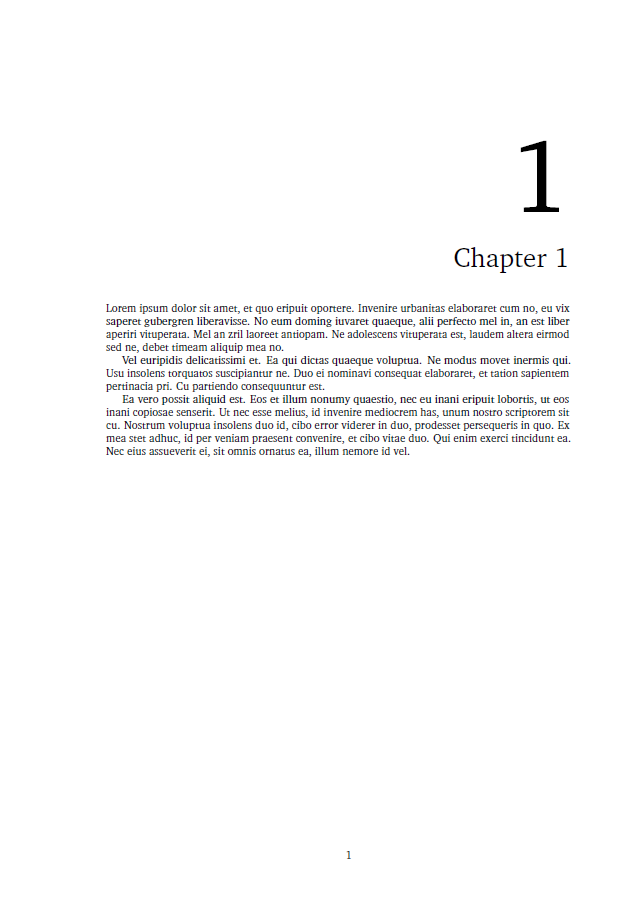 1
Chapter 1
Lorem ipsum dolor sit amet, et quo eripuit oportere. Invenire urbanitas elaboraret cum no, eu vix
saperet gubergren liberavisse. No eum doming iuvaret quaeque, alii perfecto mel in, an est liber
aperiri vituperata. Mel an zril laoreet antiopam. Ne adolescens vituperata est, laudem altera eirmod
sed ne, debet timeam aliquip mea no.
Vel euripidis delicatissimi et. Ea qui dictas quaeque voluptua. Ne modus movet inermis qui.
Usu insolens torquatos suscipiantur ne. Duo ei nominavi consequat elaboraret, et tation sapientem
pertinacia pri. Cu partiendo consequuntur est.
Ea vero possit aliquid est. Eos et illum nonumy quaestio, nec eu inani eripuit lobortis, ut eos
inani copiosae senserit. Ut nec esse melius, id invenire mediocrem has, unum nostro scriptorem sit
cu. Nostrum voluptua insolens duo id, cibo error viderer in duo, prodesset persequeris in quo. Ex
mea stet adhuc, id per veniam praesent convenire, et cibo vitae duo. Qui enim exerci tincidunt ea.
Nec eius assueverit ei, sit omnis ornatus ea, illum nemore id vel.
1